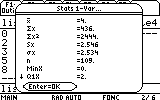 Stats 1-Var...
x̄ =4.
Σx =436.
Σx² =2444.
Sx =2.546
σx =2.534
n =109.
MinX =0.
Q1X =2.
Enter=OK
MAIN RAD AUTO FUNC 2/6